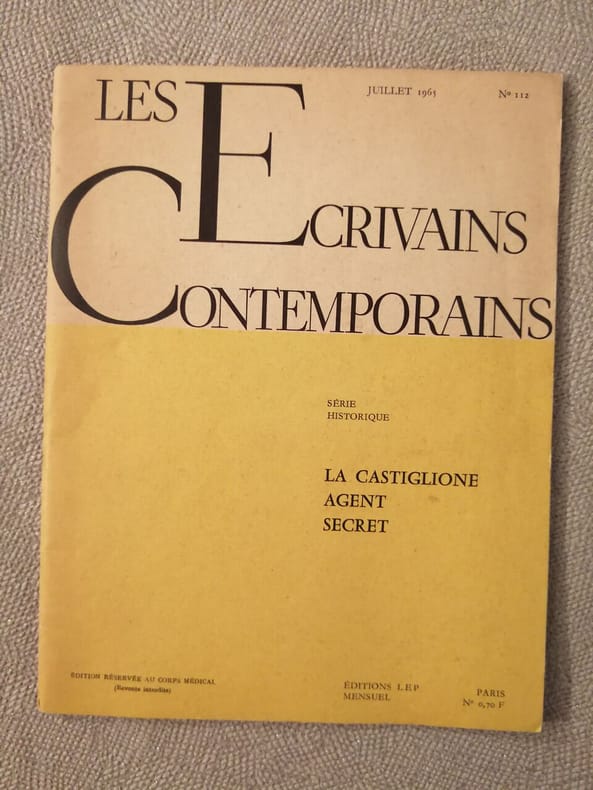 LES ECRIVAINS
CONTEMPORAINS
JUILLET 1965
Nº 112
SÉRIE
HISTORIQUE
LA CASTIGLIONE
AGENT
SECRET
ÉDITION RÉSERVÉE AU CORPS MÉDICAL
(Revente interdite)
ÉDITIONS L.E.P
MENSUEL
PARIS
Nº 0,70 F